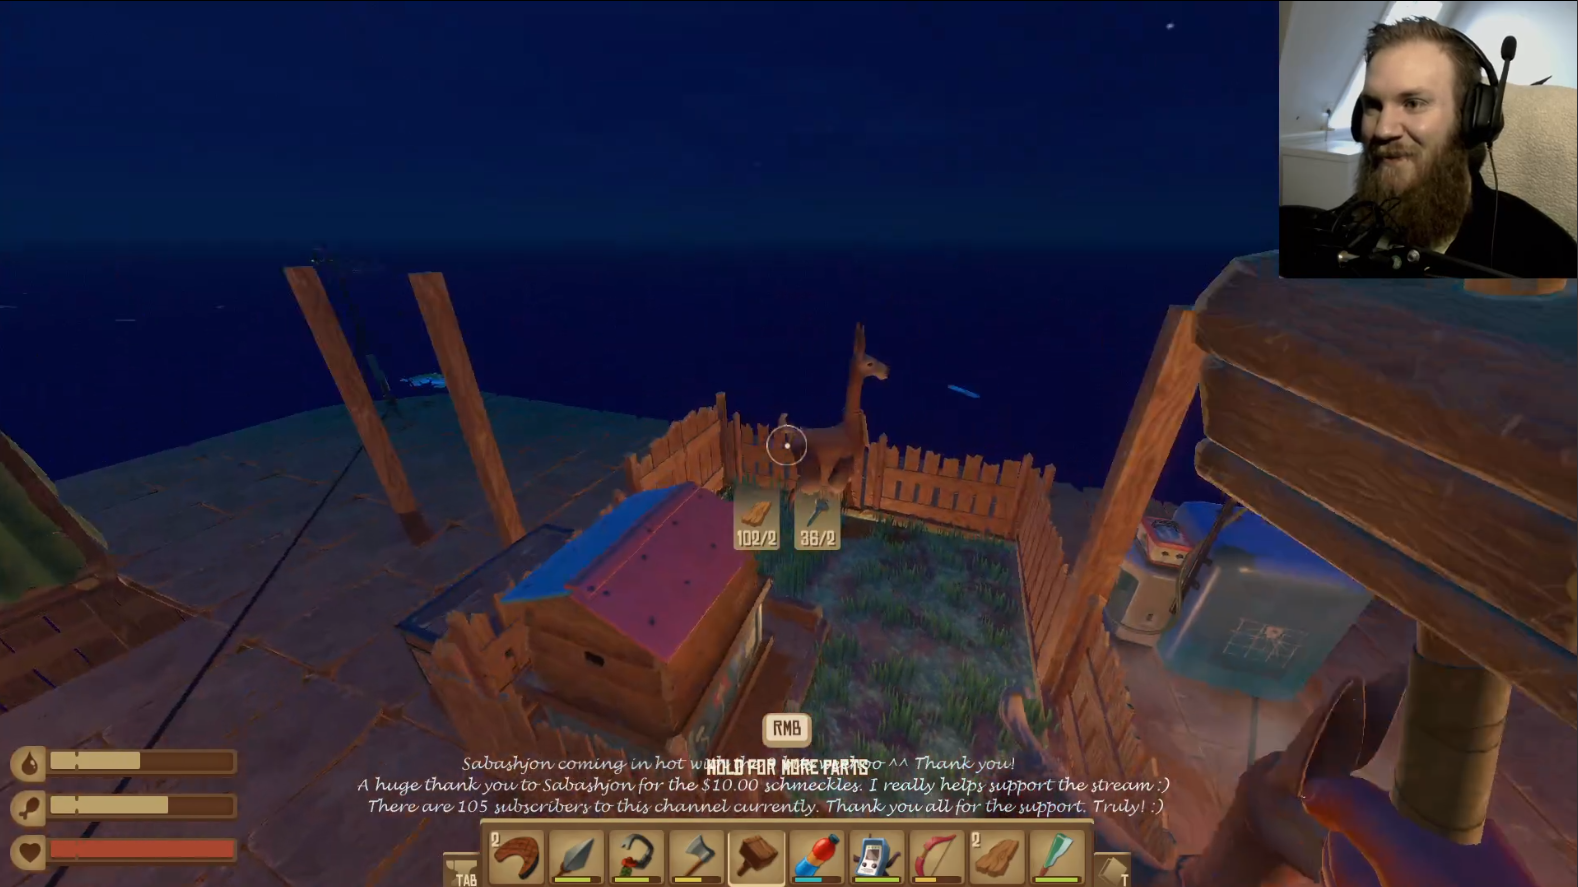 102/2
36/2
RMB
HOLD FOR MORE PARTS
Sabashjon coming in hot ^^ Thank you!
A huge thank you to Sabashjon for the $10.00 schmeckles. I really helps support the stream :)
There are 105 subscribers to this channel currently. Thank you all for the support. Truly! :)
2
2
TAB
T